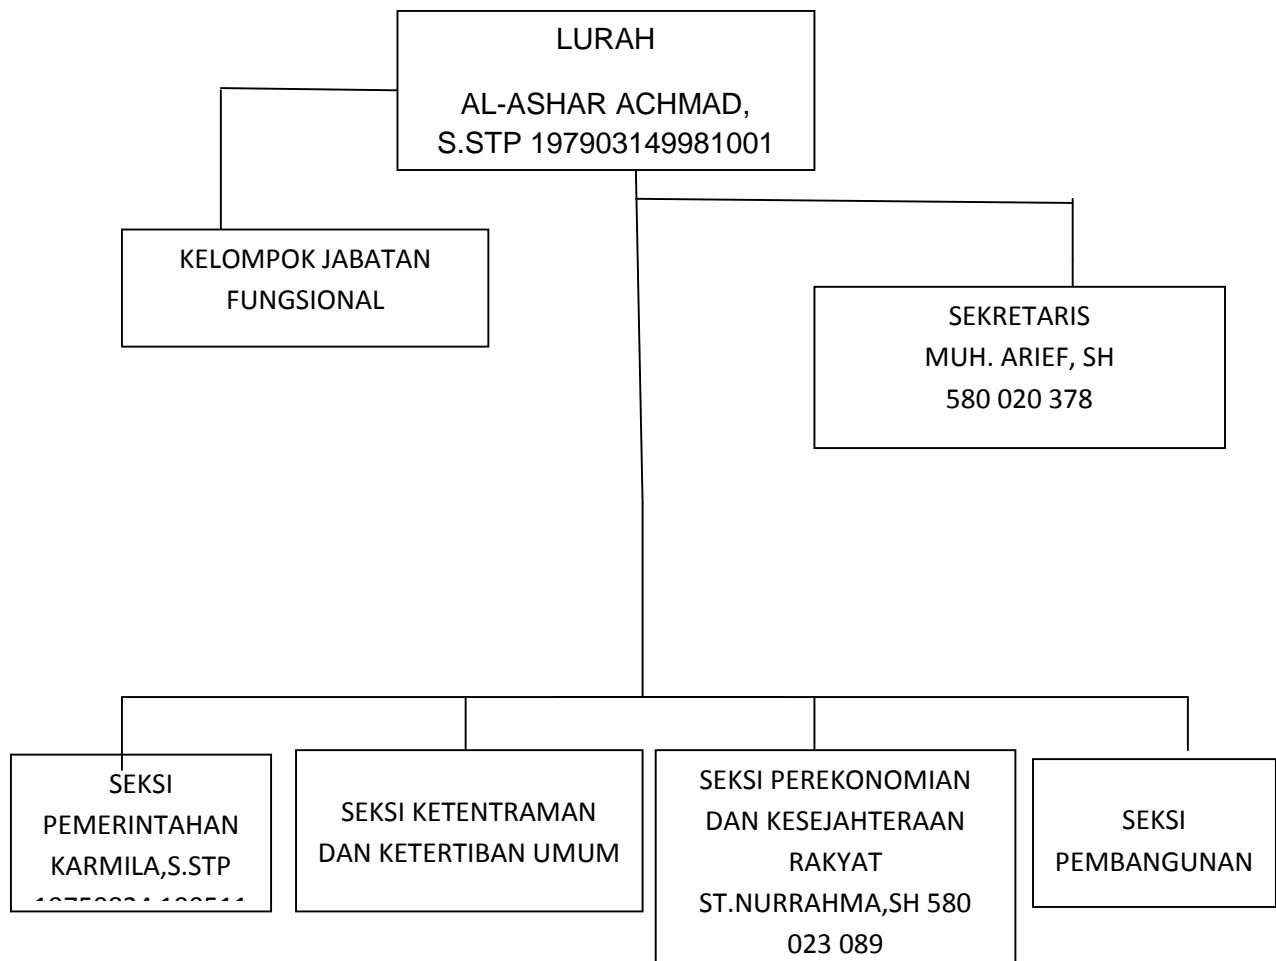 LURAH
AL-ASHAR ACHMAD,
S.STP 197903149981001
KELOMPOK JABATAN
FUNGSIONAL
SEKRETARIS
MUH. ARIEF, SH
580 020 378
SEKSI
PEMERINTAHAN
KARMILA,S.STP
SEKSI KETENTRAMAN
DAN KETERTIBAN UMUM
SEKSI PEREKONOMIAN
DAN KESEJAHTERAAN
RAKYAT
ST.NURRAHMA,SH 580
023 089
SEKSI
PEMBANGUNAN